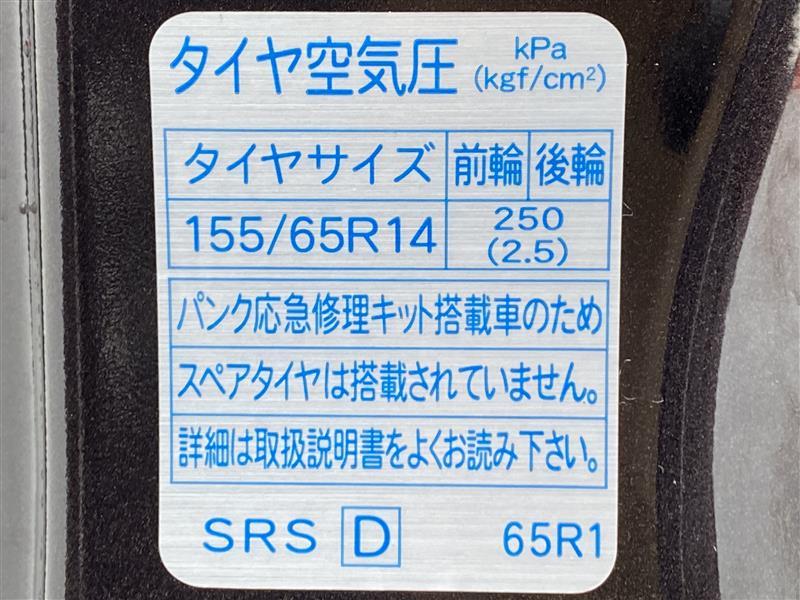 タイヤ空気圧 kPa
(kgf/cm²)
タイヤサイズ 前輪 後輪
155/65R14 250
(2.5)
パンク応急修理キット搭載車のため
スペアタイヤは搭載されていません。
詳細は取扱説明書をよくお読み下さい。
SRS D 65R1